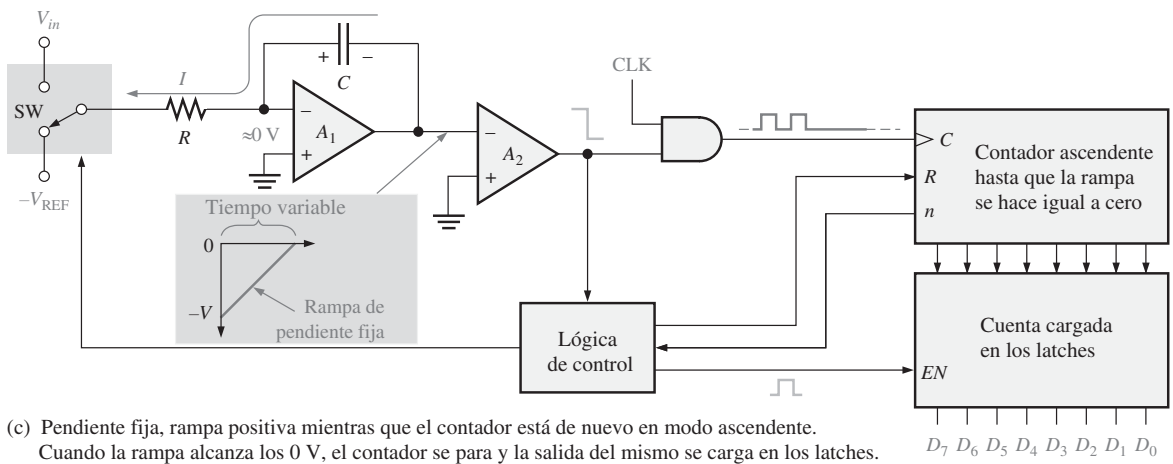 V_in
SW
−V_REF
I
R
≈0 V
+
−
C
−
+
A_1
−
+
A_2
CLK
C
R
n
Contador ascendente
hasta que la rampa
se hace igual a cero
Tiempo variable
0
−V
Rampa de
pendiente fija
Lógica
de control
EN
Cuenta cargada
en los latches
D_7 D_6 D_5 D_4 D_3 D_2 D_1 D_0
(c) Pendiente fija, rampa positiva mientras que el contador está de nuevo en modo ascendente.
Cuando la rampa alcanza los 0 V, el contador se para y la salida del mismo se carga en los latches.